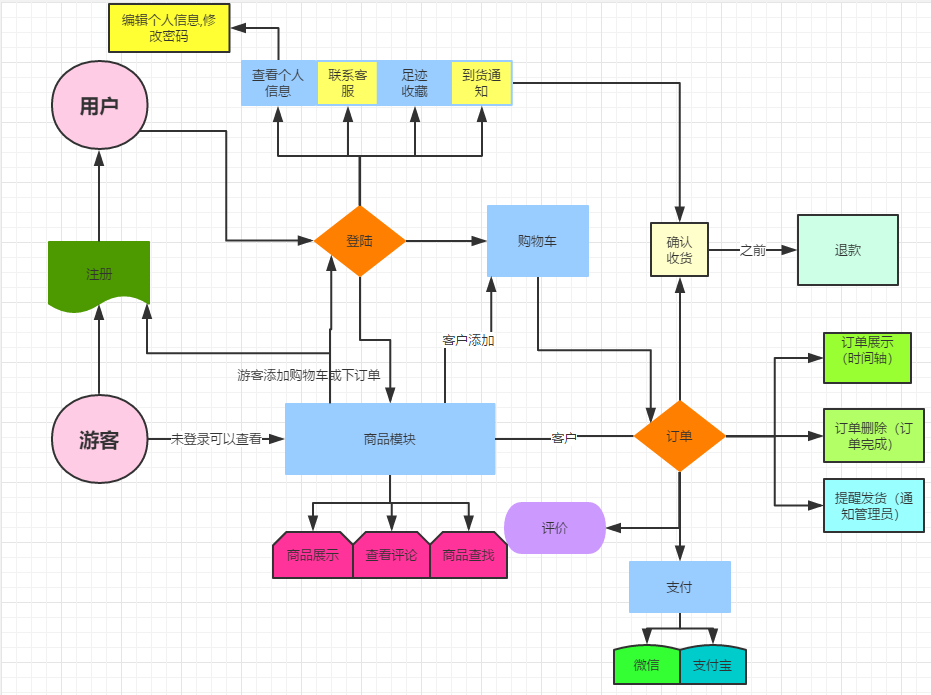 编辑个人信息,修
改密码
查看个人
信息
联系客
服
足迹
收藏
到货通
知
用户
登陆
购物车
确认
收货
之前
退款
注册
客户添加
订单展示
（时间轴）
游客添加购物车或下订单
游客
未登录可以查看
商品模块
客户
订单
订单删除（订
单完成）
提醒发货（通
知管理员）
评价
商品展示
查看评论
商品查找
支付
微信
支付宝